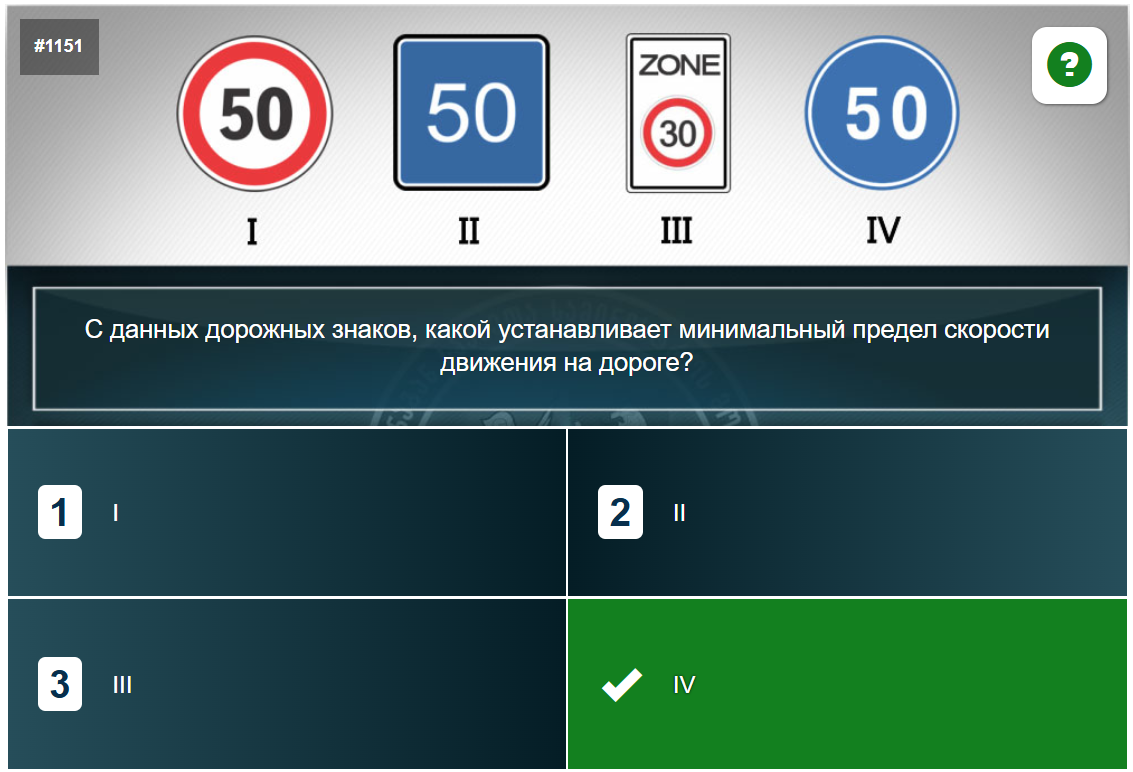 #1151
50
50
ZONE
30
50
?
I
II
III
IV
С данных дорожных знаков, какой устанавливает минимальный предел скорости
движения на дороге?
1
I
2
II
3
III
IV